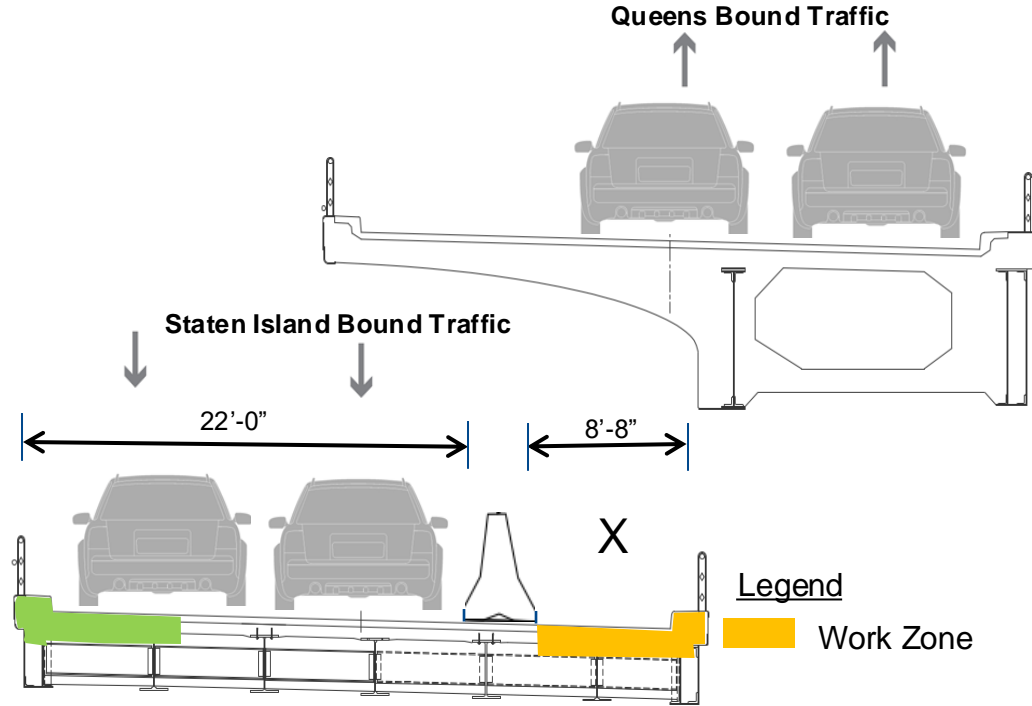 Queens Bound Traffic
Staten Island Bound Traffic
22’-0”
8’-8”
X
Legend
Work Zone